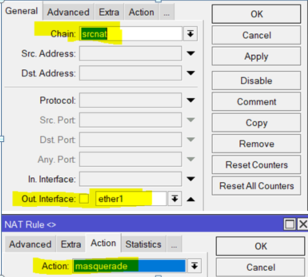 General Advanced Extra Action ... OK
Chain: srcnat Cancel
Src. Address: Apply
Dst. Address:
Disable
Protocol: Comment
Src. Port: Copy
Dst. Port: Remove
Any. Port:
In. Interface: Reset Counters
Out. Interface: ether1 Reset All Counters
NAT Rule <>
Advanced Extra Action Statistics ... OK
Action: masquerade Cancel